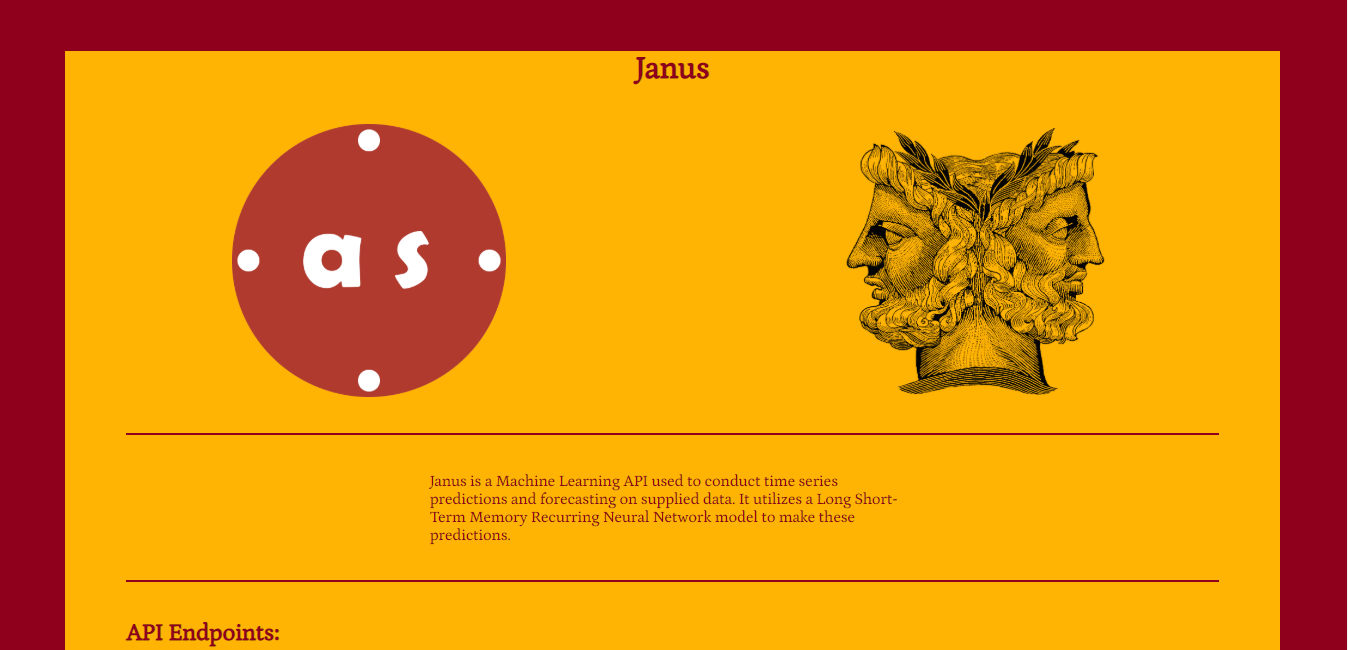 Janus
a s
Janus is a Machine Learning API used to conduct time series
predictions and forecasting on supplied data. It utilizes a Long Short-
Term Memory Recurring Neural Network model to make these
predictions.
API Endpoints: